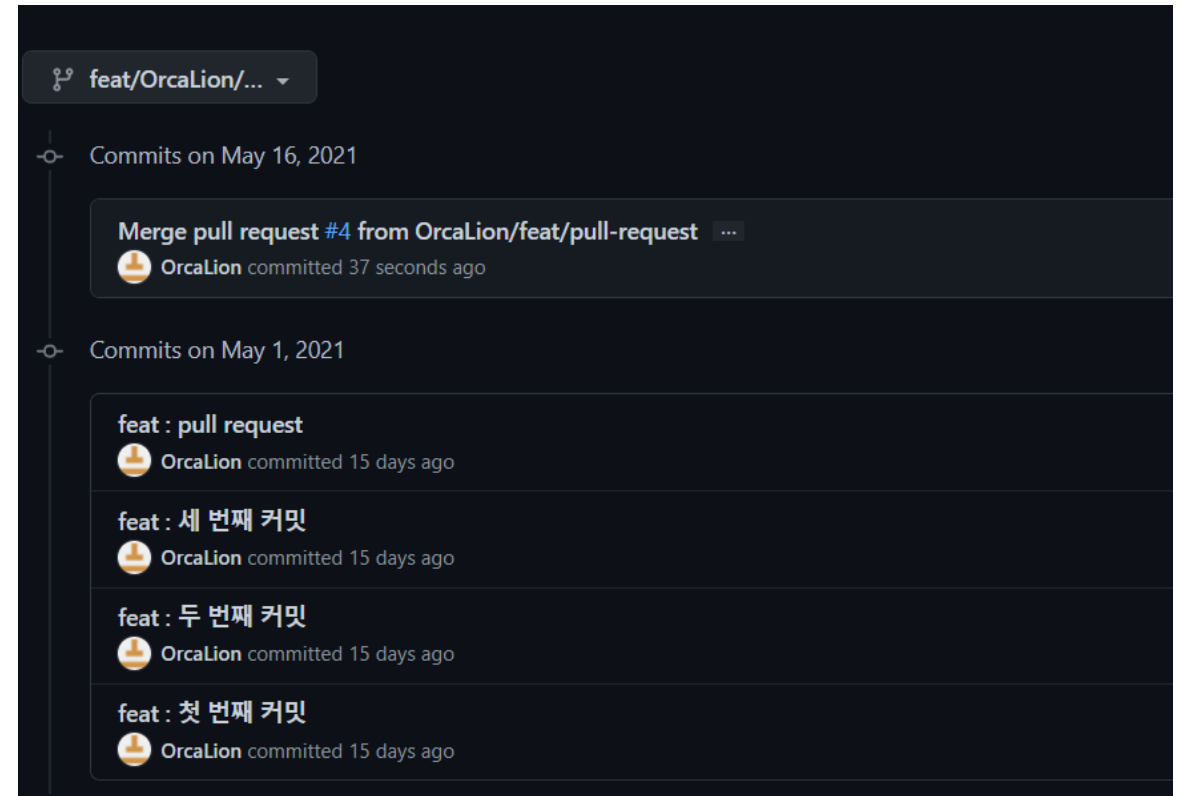 feat/OrcaLion/...
Commits on May 16, 2021
Merge pull request #4 from OrcaLion/feat/pull-request ...
OrcaLion committed 37 seconds ago
Commits on May 1, 2021
feat : pull request
OrcaLion committed 15 days ago
feat : 세 번째 커밋
OrcaLion committed 15 days ago
feat : 두 번째 커밋
OrcaLion committed 15 days ago
feat : 첫 번째 커밋
OrcaLion committed 15 days ago